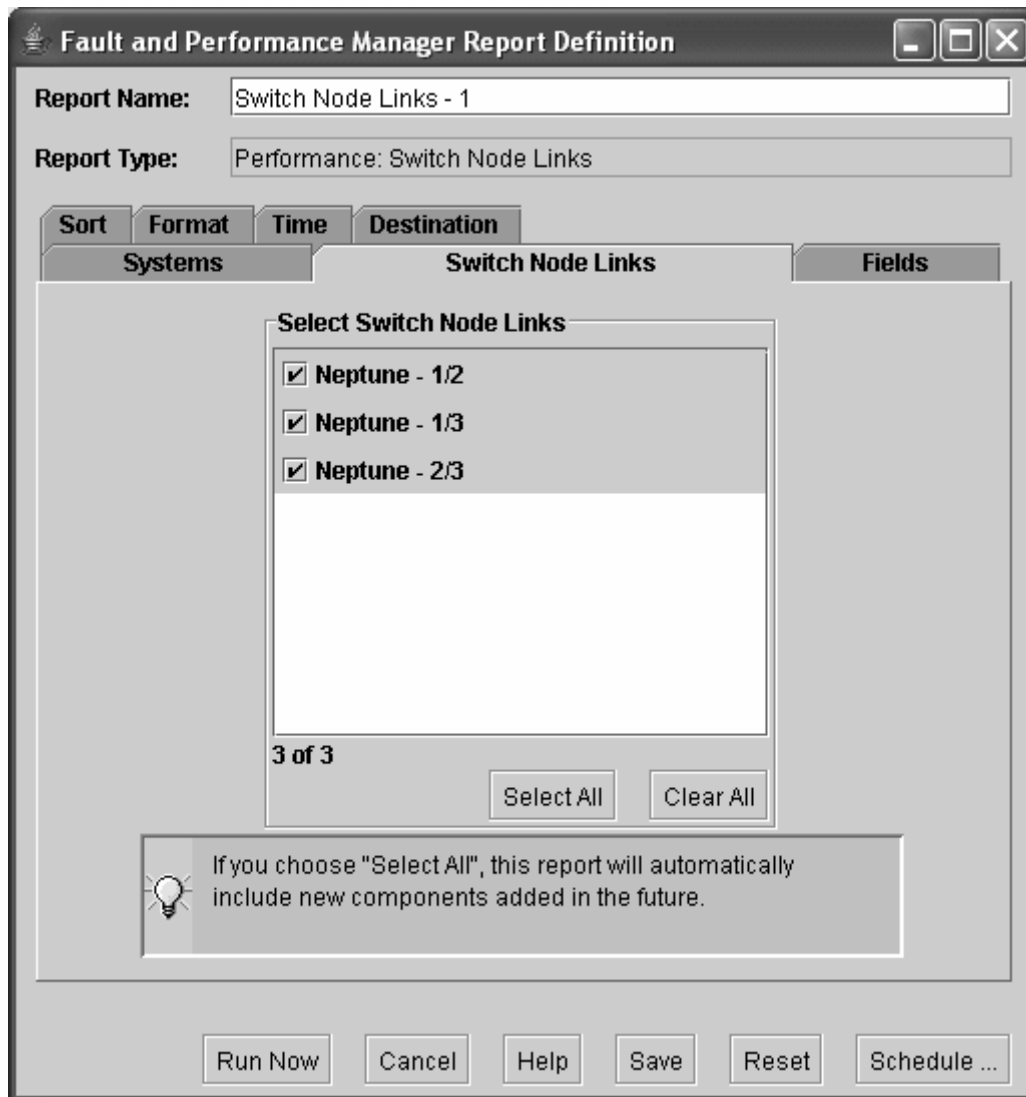 Fault and Performance Manager Report Definition
Report Name: Switch Node Links - 1
Report Type: Performance: Switch Node Links
Sort Format Time Destination
Systems Switch Node Links Fields
Select Switch Node Links
Neptune - 1/2
Neptune - 1/3
Neptune - 2/3
3 of 3
Select All Clear All
If you choose "Select All", this report will automatically
include new components added in the future.
Run Now Cancel Help Save Reset Schedule ...